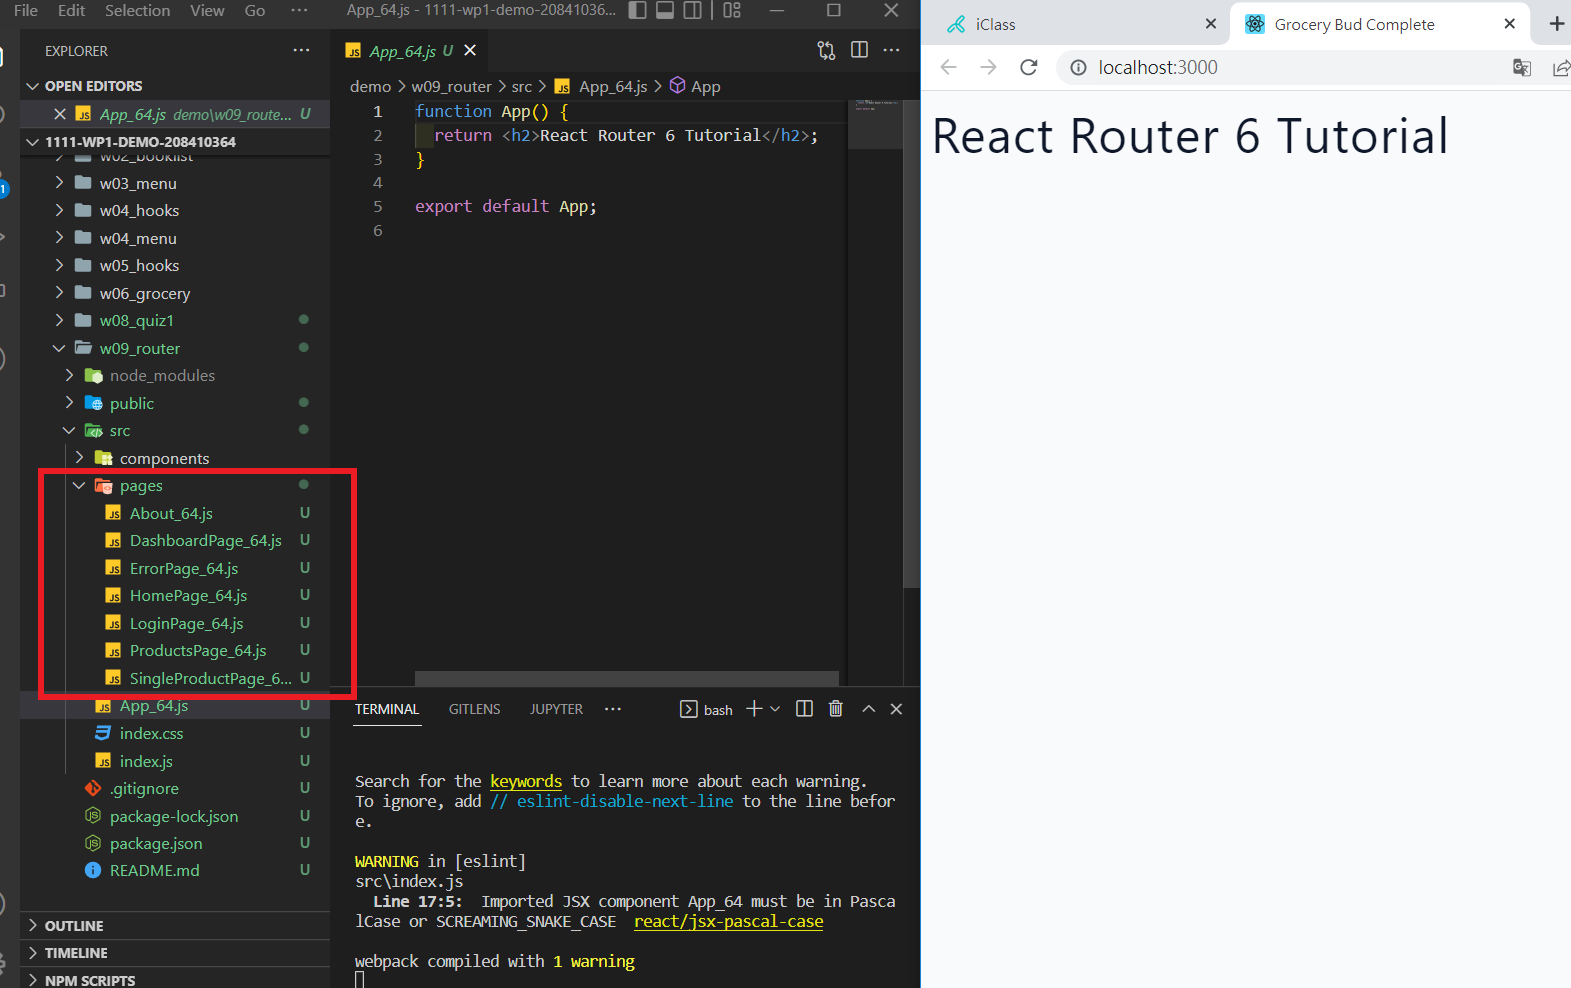 File Edit Selection View Go ··· App_64.js - 1111-wp1-demo-20841036...
EXPLORER ···
OPEN EDITORS
App_64.js demo\w09_route... U
1111-WP1-DEMO-208410364
w02_booklist
w03_menu
w04_hooks
w04_menu
w05_hooks
w06_grocery
w08_quiz1
w09_router
node_modules
public
src
components
pages
About_64.js U
DashboardPage_64.js U
ErrorPage_64.js U
HomePage_64.js U
LoginPage_64.js U
ProductsPage_64.js U
SingleProductPage_6... U
App_64.js U
index.css U
index.js U
.gitignore U
package-lock.json U
package.json U
README.md U
OUTLINE
TIMELINE
NPM SCRIPTS
1
App_64.js U
demo > w09_router > src > App_64.js > App
1 function App() {
2 return <h2>React Router 6 Tutorial</h2>;
3 }
4
5 export default App;
6
TERMINAL GITLENS JUPYTER ··· bash
Search for the keywords to learn more about each warning.
To ignore, add // eslint-disable-next-line to the line befor
e.
WARNING in [eslint]
src\index.js
Line 17:5: Imported JSX component App_64 must be in Pasca
lCase or SCREAMING_SNAKE_CASE react/jsx-pascal-case
webpack compiled with 1 warning
iClass
Grocery Bud Complete
localhost:3000
React Router 6 Tutorial